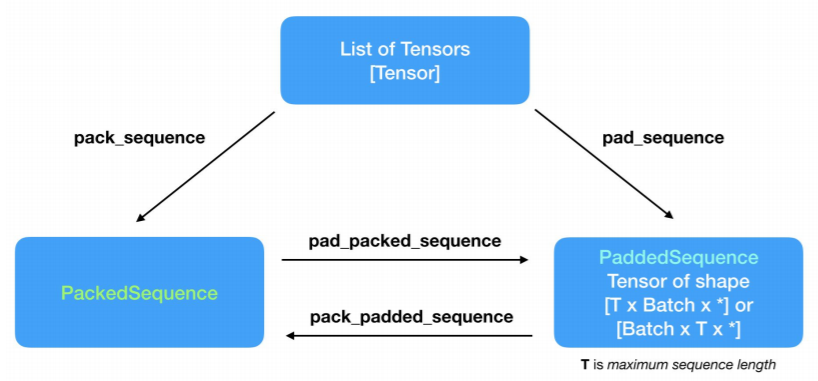 List of Tensors
[Tensor]
pack_sequence
pad_sequence
pad_packed_sequence
PackedSequence
pack_padded_sequence
PaddedSequence
Tensor of shape
[T x Batch x *] or
[Batch x T x *]
T is maximum sequence length